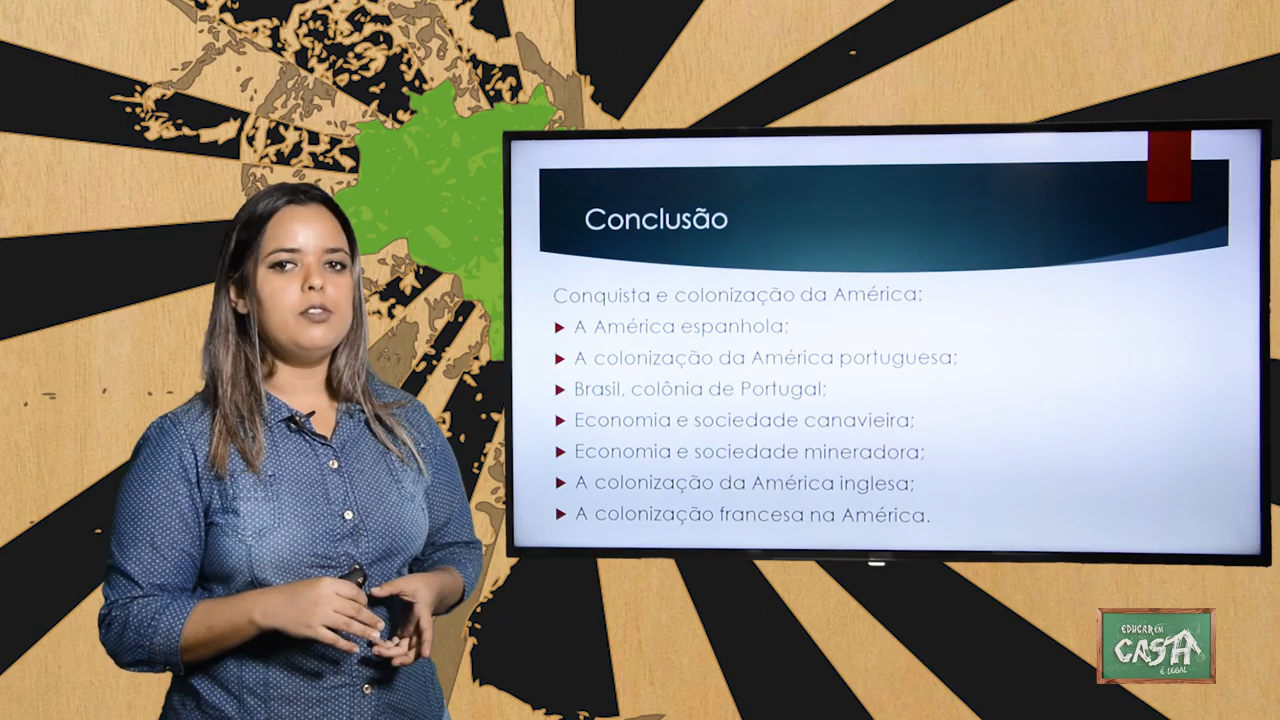 Conclusão
Conquista e colonização da América:
A América espanhola;
A colonização da América portuguesa;
Brasil, colônia de Portugal;
Economia e sociedade canavieira;
Economia e sociedade mineradora;
A colonização da América inglesa;
A colonização francesa na América.
EDUCAR EM
CASA
É LEGAL